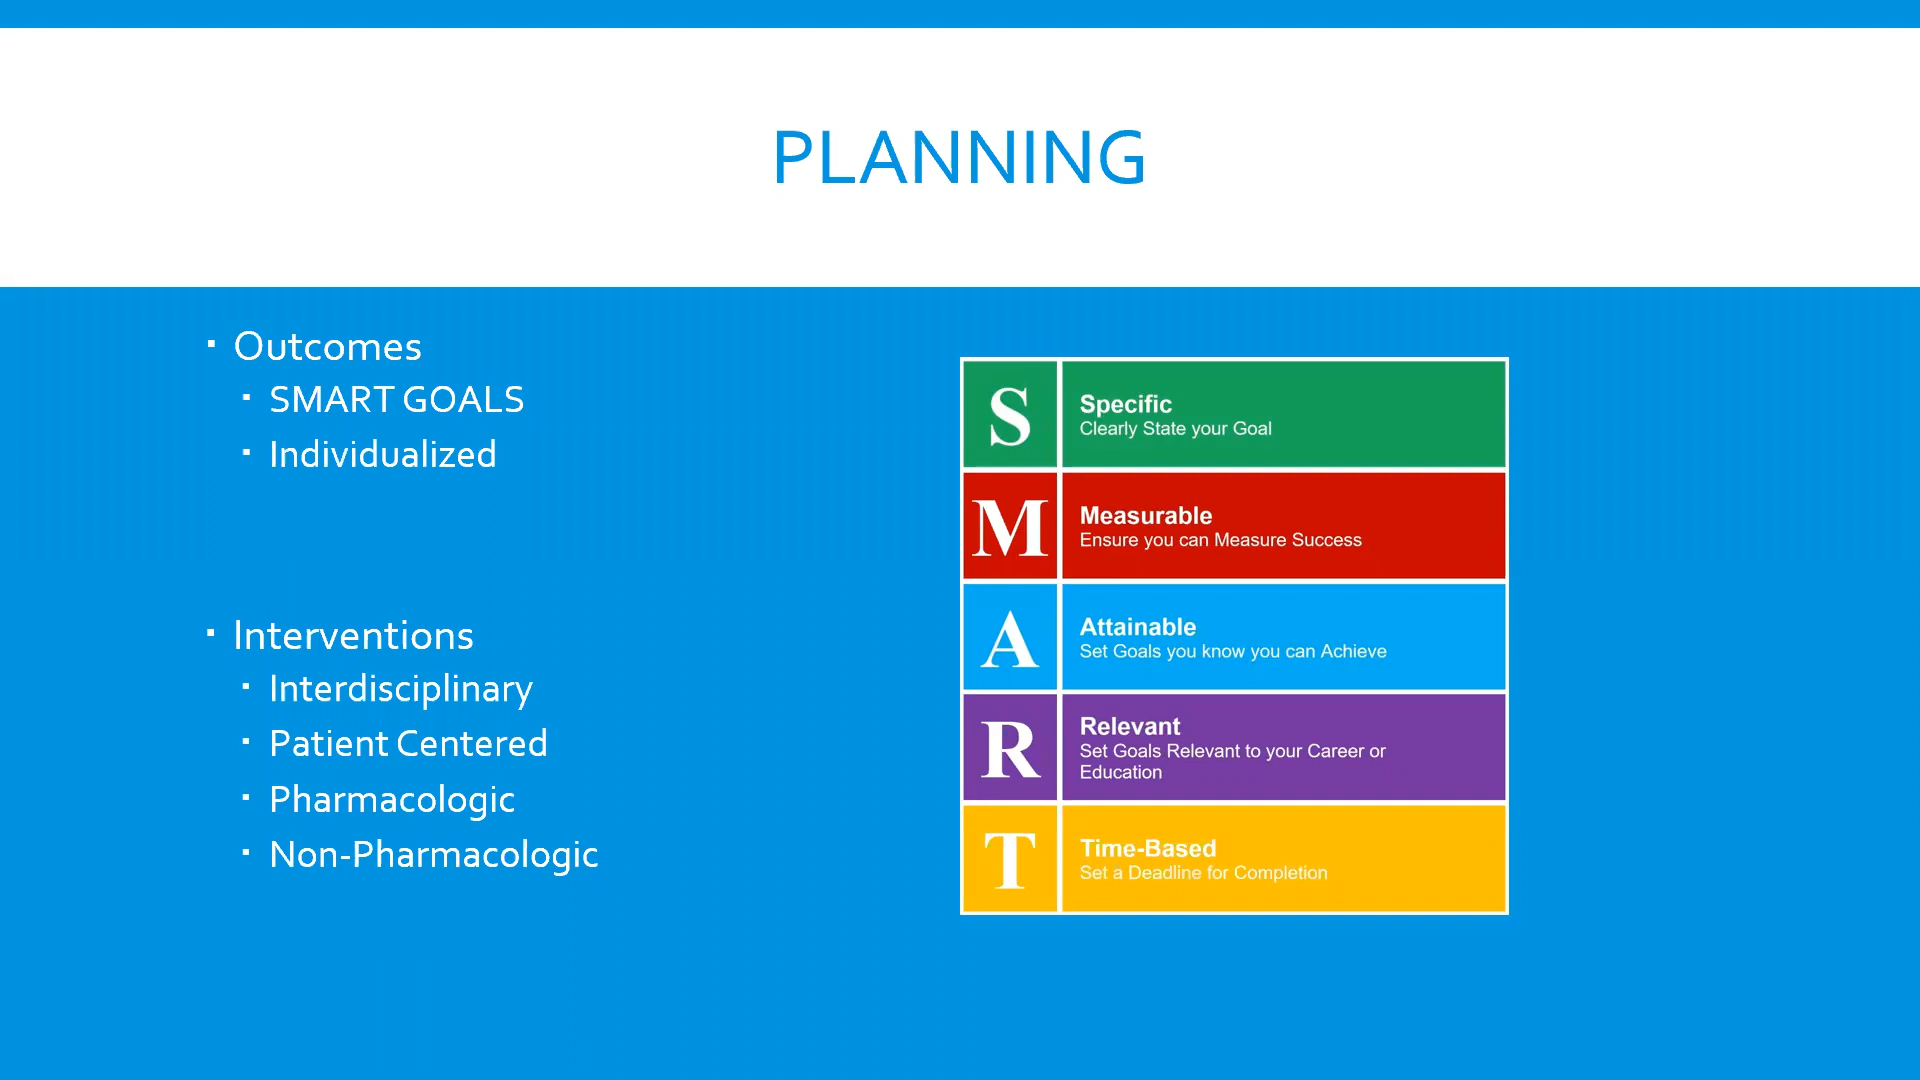 PLANNING
▪ Outcomes
▪ SMART GOALS
▪ Individualized
▪ Interventions
▪ Interdisciplinary
▪ Patient Centered
▪ Pharmacologic
▪ Non-Pharmacologic
S
Specific
Clearly State your Goal
M
Measurable
Ensure you can Measure Success
A
Attainable
Set Goals you know you can Achieve
R
Relevant
Set Goals Relevant to your Career or
Education
T
Time-Based
Set a Deadline for Completion